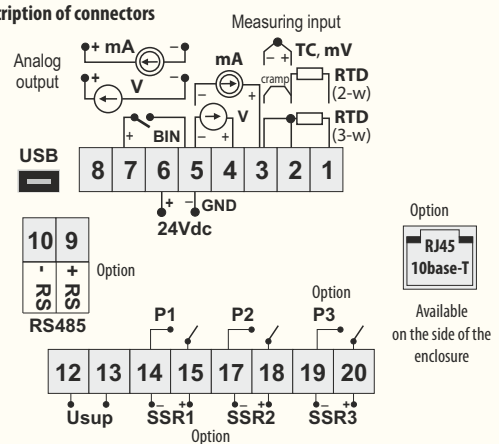 cription of connectors
Measuring input
Analog
output
+ mA –
+ V –
mA
– +
V
– +
TC, mV
– +
cramp
RTD
(2-w)
RTD
(3-w)
+ BIN
USB
8 7 6 5 4 3 2 1
+ – GND
24Vdc
10 9
- RS + RS
RS485
Option
Option
RJ45
10base-T
Available
on the side of the
enclosure
Option
P1 P2 P3
12 13 14 15 17 18 19 20
– + – + – +
Usup SSR1 SSR2 SSR3
Option